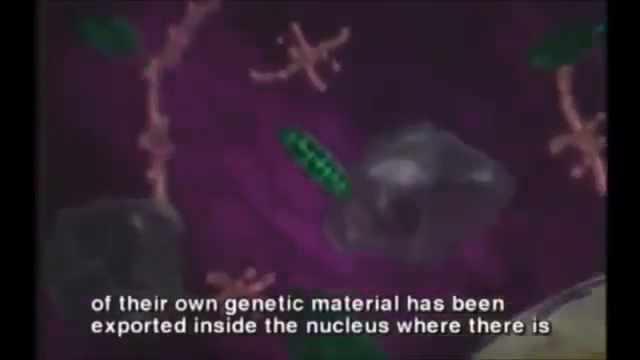 of their own genetic material has been
exported inside the nucleus where there is